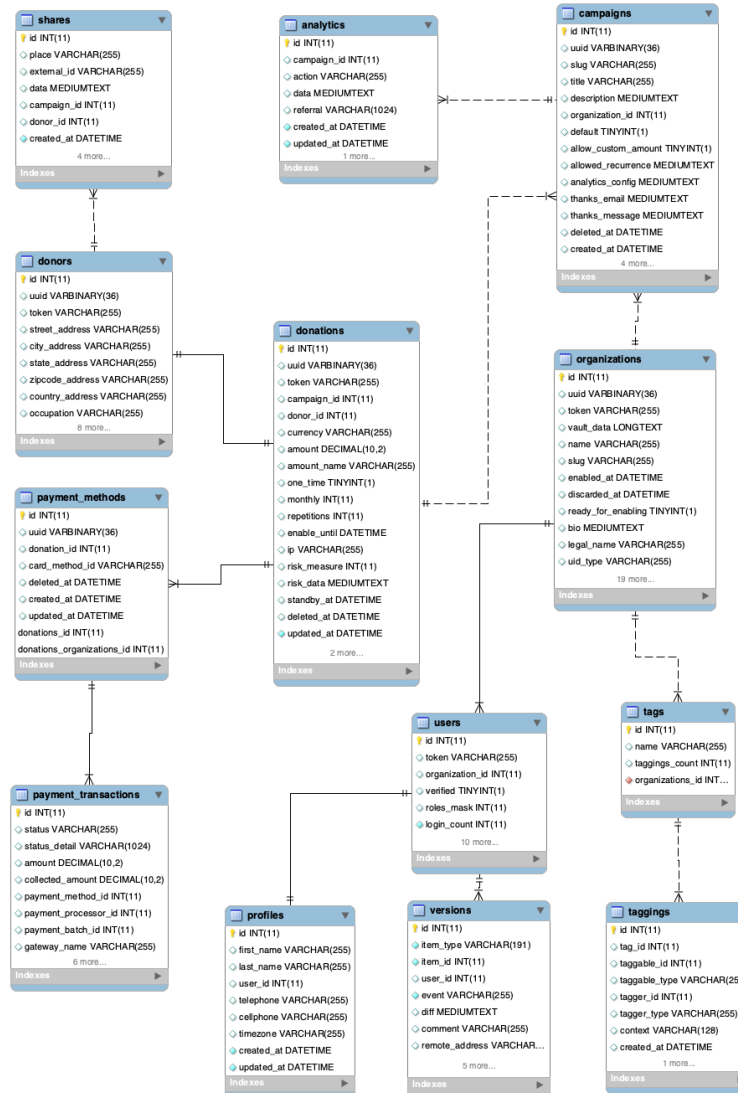 shares
id INT(11)
place VARCHAR(255)
external_id VARCHAR(255)
data MEDIUMTEXT
campaign_id INT(11)
donor_id INT(11)
created_at DATETIME
4 more...
Indexes
analytics
id INT(11)
campaign_id INT(11)
action VARCHAR(255)
data MEDIUMTEXT
referral VARCHAR(1024)
created_at DATETIME
updated_at DATETIME
1 more...
Indexes
campaigns
id INT(11)
uuid VARBINARY(36)
slug VARCHAR(255)
title VARCHAR(255)
description MEDIUMTEXT
organization_id INT(11)
default TINYINT(1)
allow_custom_amount TINYINT(1)
allowed_recurrence MEDIUMTEXT
analytics_config MEDIUMTEXT
thanks_email MEDIUMTEXT
thanks_message MEDIUMTEXT
deleted_at DATETIME
created_at DATETIME
4 more...
Indexes
donors
id INT(11)
uuid VARBINARY(36)
token VARCHAR(255)
street_address VARCHAR(255)
city_address VARCHAR(255)
state_address VARCHAR(255)
zipcode_address VARCHAR(255)
country_address VARCHAR(255)
occupation VARCHAR(255)
8 more...
Indexes
donations
id INT(11)
uuid VARBINARY(36)
token VARCHAR(255)
campaign_id INT(11)
donor_id INT(11)
currency VARCHAR(255)
amount DECIMAL(10,2)
amount_name VARCHAR(255)
one_time TINYINT(1)
monthly INT(11)
repetitions INT(11)
enable_until DATETIME
ip VARCHAR(255)
risk_measure INT(11)
risk_data MEDIUMTEXT
standby_at DATETIME
deleted_at DATETIME
updated_at DATETIME
2 more...
Indexes
organizations
id INT(11)
uuid VARBINARY(36)
token VARCHAR(255)
vault_data LONGTEXT
name VARCHAR(255)
slug VARCHAR(255)
enabled_at DATETIME
discarded_at DATETIME
ready_for_enabling TINYINT(1)
bio MEDIUMTEXT
legal_name VARCHAR(255)
uid_type VARCHAR(255)
19 more...
Indexes
payment_methods
id INT(11)
uuid VARBINARY(36)
donation_id INT(11)
card_method_id VARCHAR(255)
deleted_at DATETIME
created_at DATETIME
updated_at DATETIME
donations_id INT(11)
donations_organizations_id INT(11)
Indexes
users
id INT(11)
token VARCHAR(255)
organization_id INT(11)
verified TINYINT(1)
roles_mask INT(11)
login_count INT(11)
10 more...
Indexes
tags
id INT(11)
name VARCHAR(255)
taggings_count INT(11)
organizations_id INT...
Indexes
payment_transactions
id INT(11)
status VARCHAR(255)
status_detail VARCHAR(1024)
amount DECIMAL(10,2)
collected_amount DECIMAL(10,2)
payment_method_id INT(11)
payment_processor_id INT(11)
payment_batch_id INT(11)
gateway_name VARCHAR(255)
6 more...
Indexes
profiles
id INT(11)
first_name VARCHAR(255)
last_name VARCHAR(255)
user_id INT(11)
telephone VARCHAR(255)
cellphone VARCHAR(255)
timezone VARCHAR(255)
created_at DATETIME
updated_at DATETIME
Indexes
versions
id INT(11)
item_type VARCHAR(191)
item_id INT(11)
user_id INT(11)
event VARCHAR(255)
diff MEDIUMTEXT
comment VARCHAR(255)
remote_address VARCHAR...
5 more...
Indexes
taggings
id INT(11)
tag_id INT(11)
taggable_id INT(11)
taggable_type VARCHAR(25
tagger_id INT(11)
tagger_type VARCHAR(255)
context VARCHAR(128)
created_at DATETIME
1 more...
Indexes